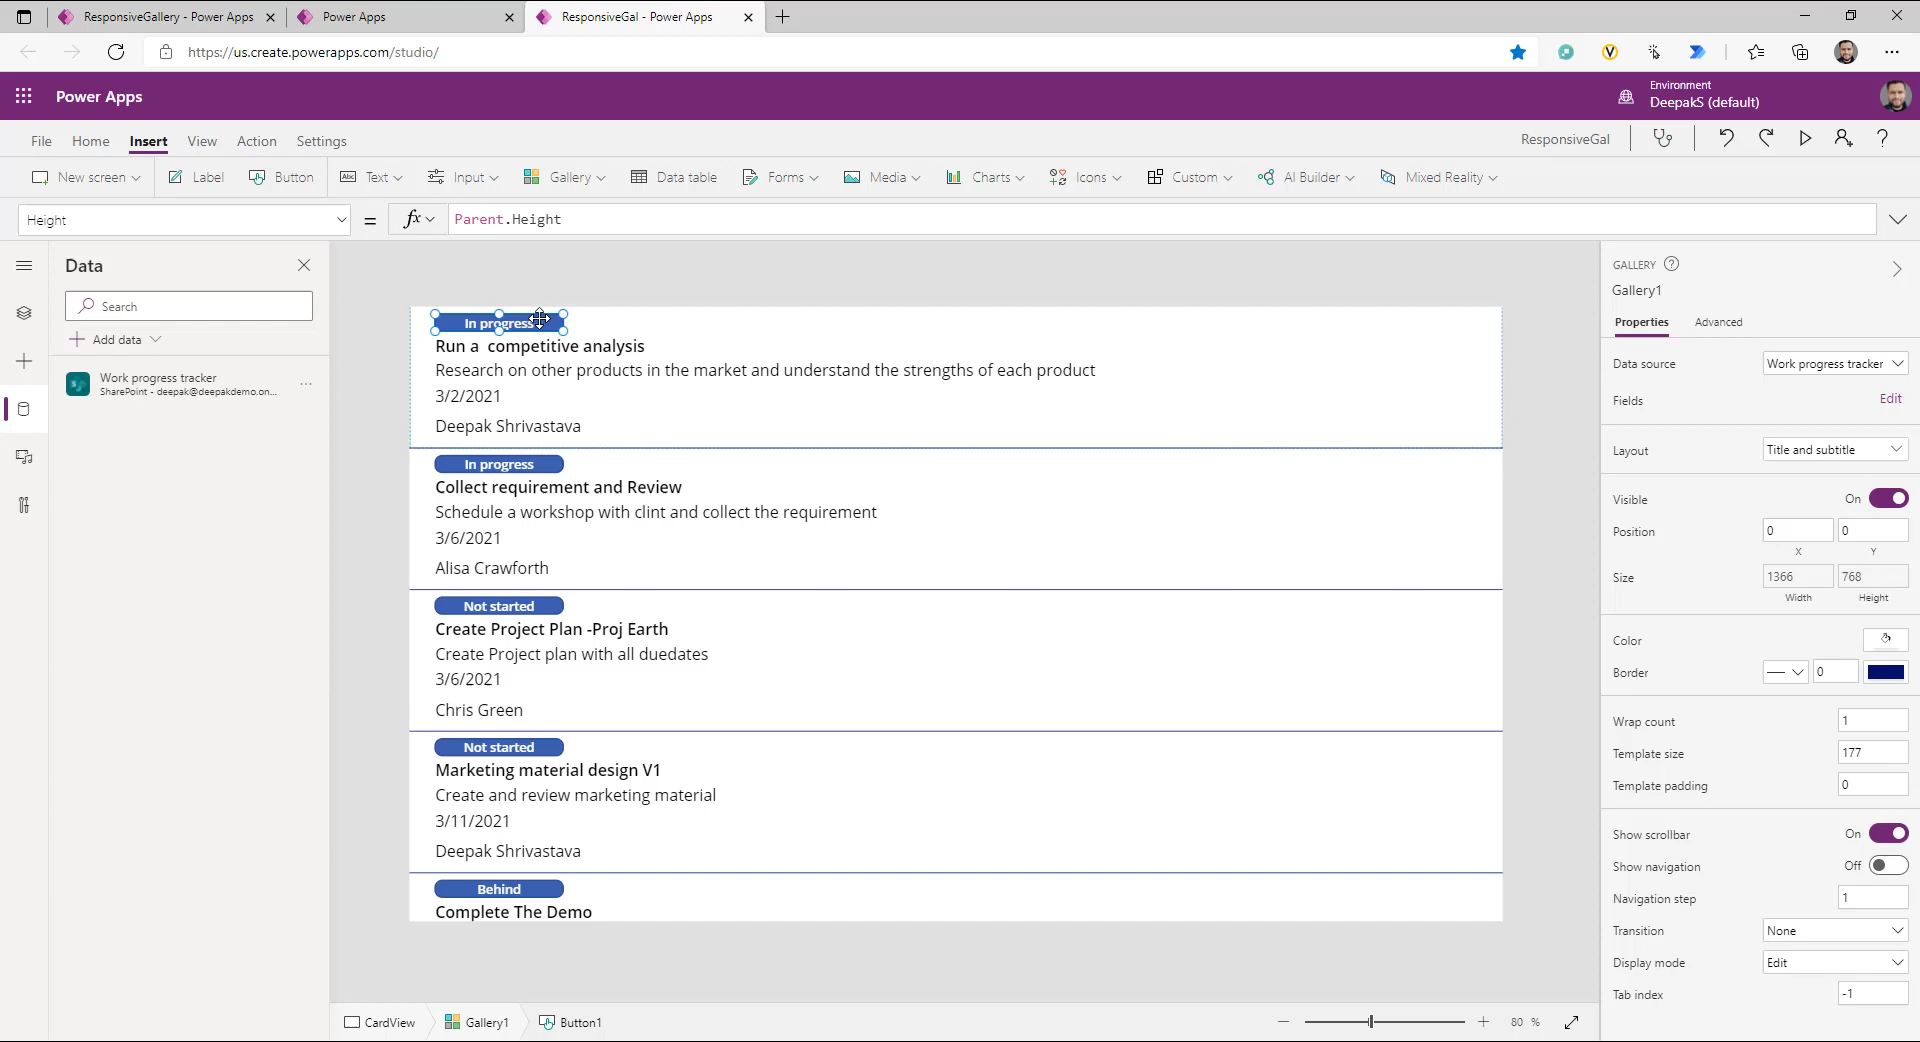 ResponsiveGallery - Power Apps
Power Apps
ResponsiveGal - Power Apps
https://us.create.powerapps.com/studio/
Power Apps
Environment
DeepakS (default)
File Home Insert View Action Settings
ResponsiveGal
New screen Label Button Text Input Gallery Data table Forms Media Charts Icons Custom AI Builder Mixed Reality
Height = fx Parent.Height
Data
Search
Add data
Work progress tracker
SharePoint - deepak@deepakdemo.on...
In progress
Run a  competitive analysis
Research on other products in the market and understand the strengths of each product
3/2/2021
Deepak Shrivastava
In progress
Collect requirement and Review
Schedule a workshop with clint and collect the requirement
3/6/2021
Alisa Crawforth
Not started
Create Project Plan -Proj Earth
Create Project plan with all duedates
3/6/2021
Chris Green
Not started
Marketing material design V1
Create and review marketing material
3/11/2021
Deepak Shrivastava
Behind
Complete The Demo
GALLERY
Gallery1
Properties Advanced
Data source Work progress tracker
Fields Edit
Layout Title and subtitle
Visible On
Position 0 0
X Y
Size 1366 768
Width Height
Color
Border 0
Wrap count 1
Template size 177
Template padding 0
Show scrollbar On
Show navigation Off
Navigation step 1
Transition None
Display mode Edit
Tab index -1
CardView Gallery1 Button1
80 %